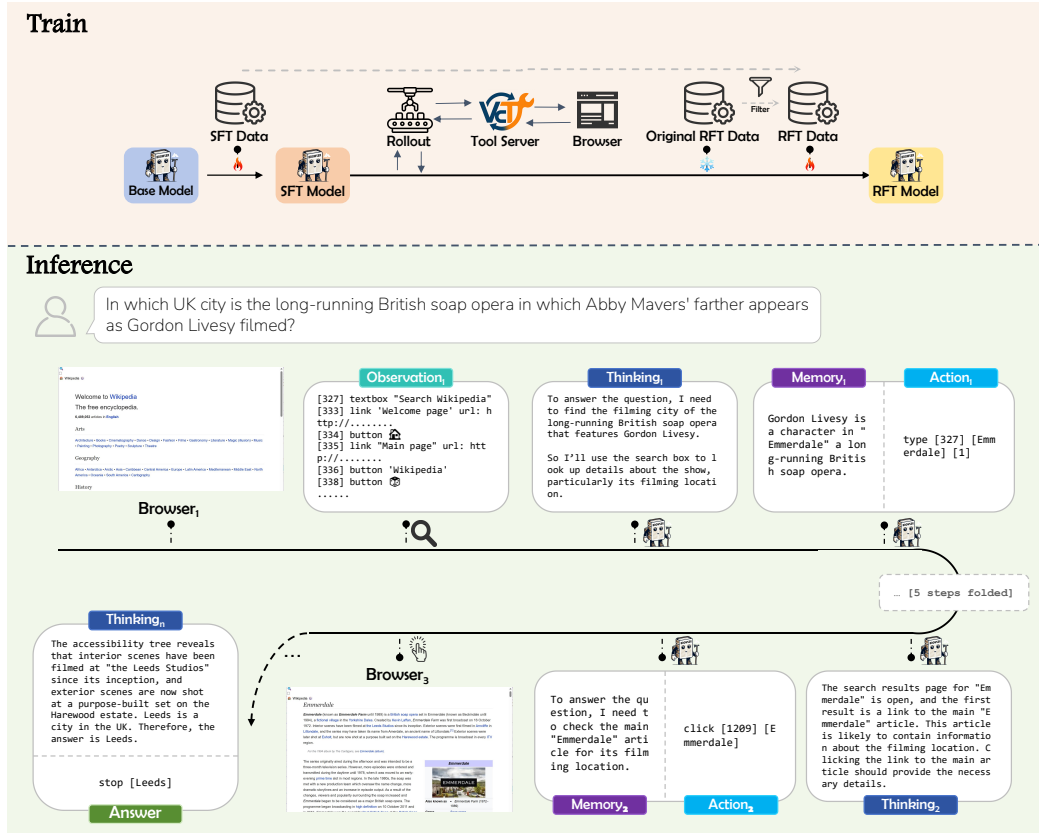 Train
SFT Data
Rollout
Tool Server
Browser
Original RFT Data
Filter
RFT Data
Base Model
SFT Model
RFT Model
Inference
In which UK city is the long-running British soap opera in which Abby Mavers' farther appears
as Gordon Livesy filmed?
Wikipedia
Welcome to Wikipedia
The free encyclopedia.
Arts
Geography
History
Browser1
Observation1
[327] textbox "Search Wikipedia"
[333] link 'Welcome page' url: h
ttp://........
[334] button
[335] link "Main page" url: htt
p://........
[336] button 'Wikipedia'
[338] button
......
Thinking1
To answer the question, I need
to find the filming city of the
long-running British soap opera
that features Gordon Livesy.
So I'll use the search box to l
ook up details about the show,
particularly its filming locati
on.
Memory1
Gordon Livesy is
a character in "
Emmerdale" a lon
g-running Britis
h soap opera.
Action1
type [327] [Emm
erdale] [1]
… [5 steps folded]
Thinking2
The search results page for "Em
merdale" is open, and the first
result is a link to the main "E
mmerdale" article. This article
is likely to contain informatio
n about the filming location. C
licking the link to the main ar
ticle should provide the necess
ary details.
Memory2
To answer the qu
estion, I need t
o check the main
"Emmerdale" arti
cle for its film
ing location.
Action2
click [1209] [E
mmerdale]
Browser3
Emmerdale
Emmerdale
EMMERDALE
...
Thinkingn
The accessibility tree reveals
that interior scenes have been
filmed at "the Leeds Studios"
since its inception, and
exterior scenes are now shot
at a purpose-built set on the
Harewood estate. Leeds is a
city in the UK. Therefore, the
answer is Leeds.
stop [Leeds]
Answer